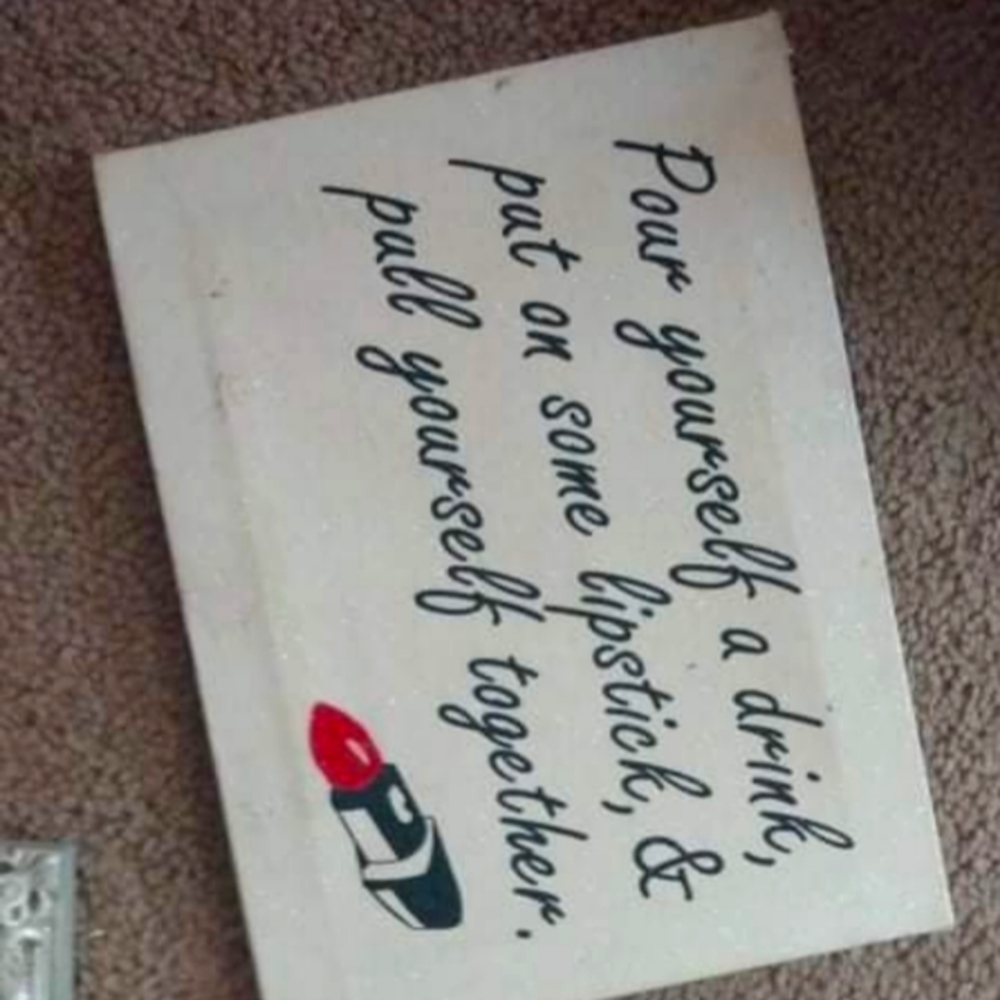 Pour yourself a drink,
put on some lipstick, &
pull yourself together.